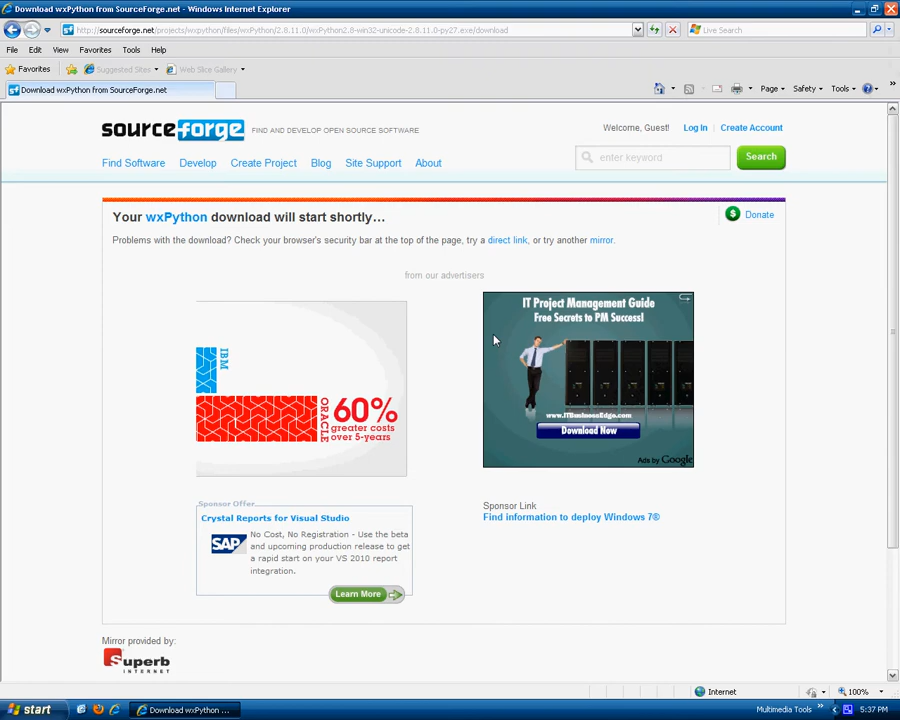 Download wxPython from SourceForge.net - Windows Internet Explorer
http://sourceforge.net/projects/wxpython/files/wxPython/2.8.11.0/wxPython2.8-win32-unicode-2.8.11.0-py27.exe/download
Live Search
File Edit View Favorites Tools Help
Favorites Suggested Sites Web Slice Gallery
Download wxPython from SourceForge.net
Page Safety Tools
sourceforge FIND AND DEVELOP OPEN SOURCE SOFTWARE
Welcome, Guest! Log In Create Account
Find Software Develop Create Project Blog Site Support About
enter keyword Search
Your wxPython download will start shortly...
Donate
Problems with the download? Check your browser's security bar at the top of the page, try a direct link, or try another mirror.
from our advertisers
IBM
ORACLE
60%
greater costs
over 5-years
IT Project Management Guide
Free Secrets to PM Success!
www.ITBusinessEdge.com
Download Now
Ads by Google
Sponsor Offer
Crystal Reports for Visual Studio
SAP
No Cost, No Registration - Use the beta
and upcoming production release to get
a rapid start on your VS 2010 report
integration.
Learn More
Sponsor Link
Find information to deploy Windows 7®
Mirror provided by:
Superb
INTERNET
Internet
100%
start
Download wxPython ...
Multimedia Tools
5:37 PM